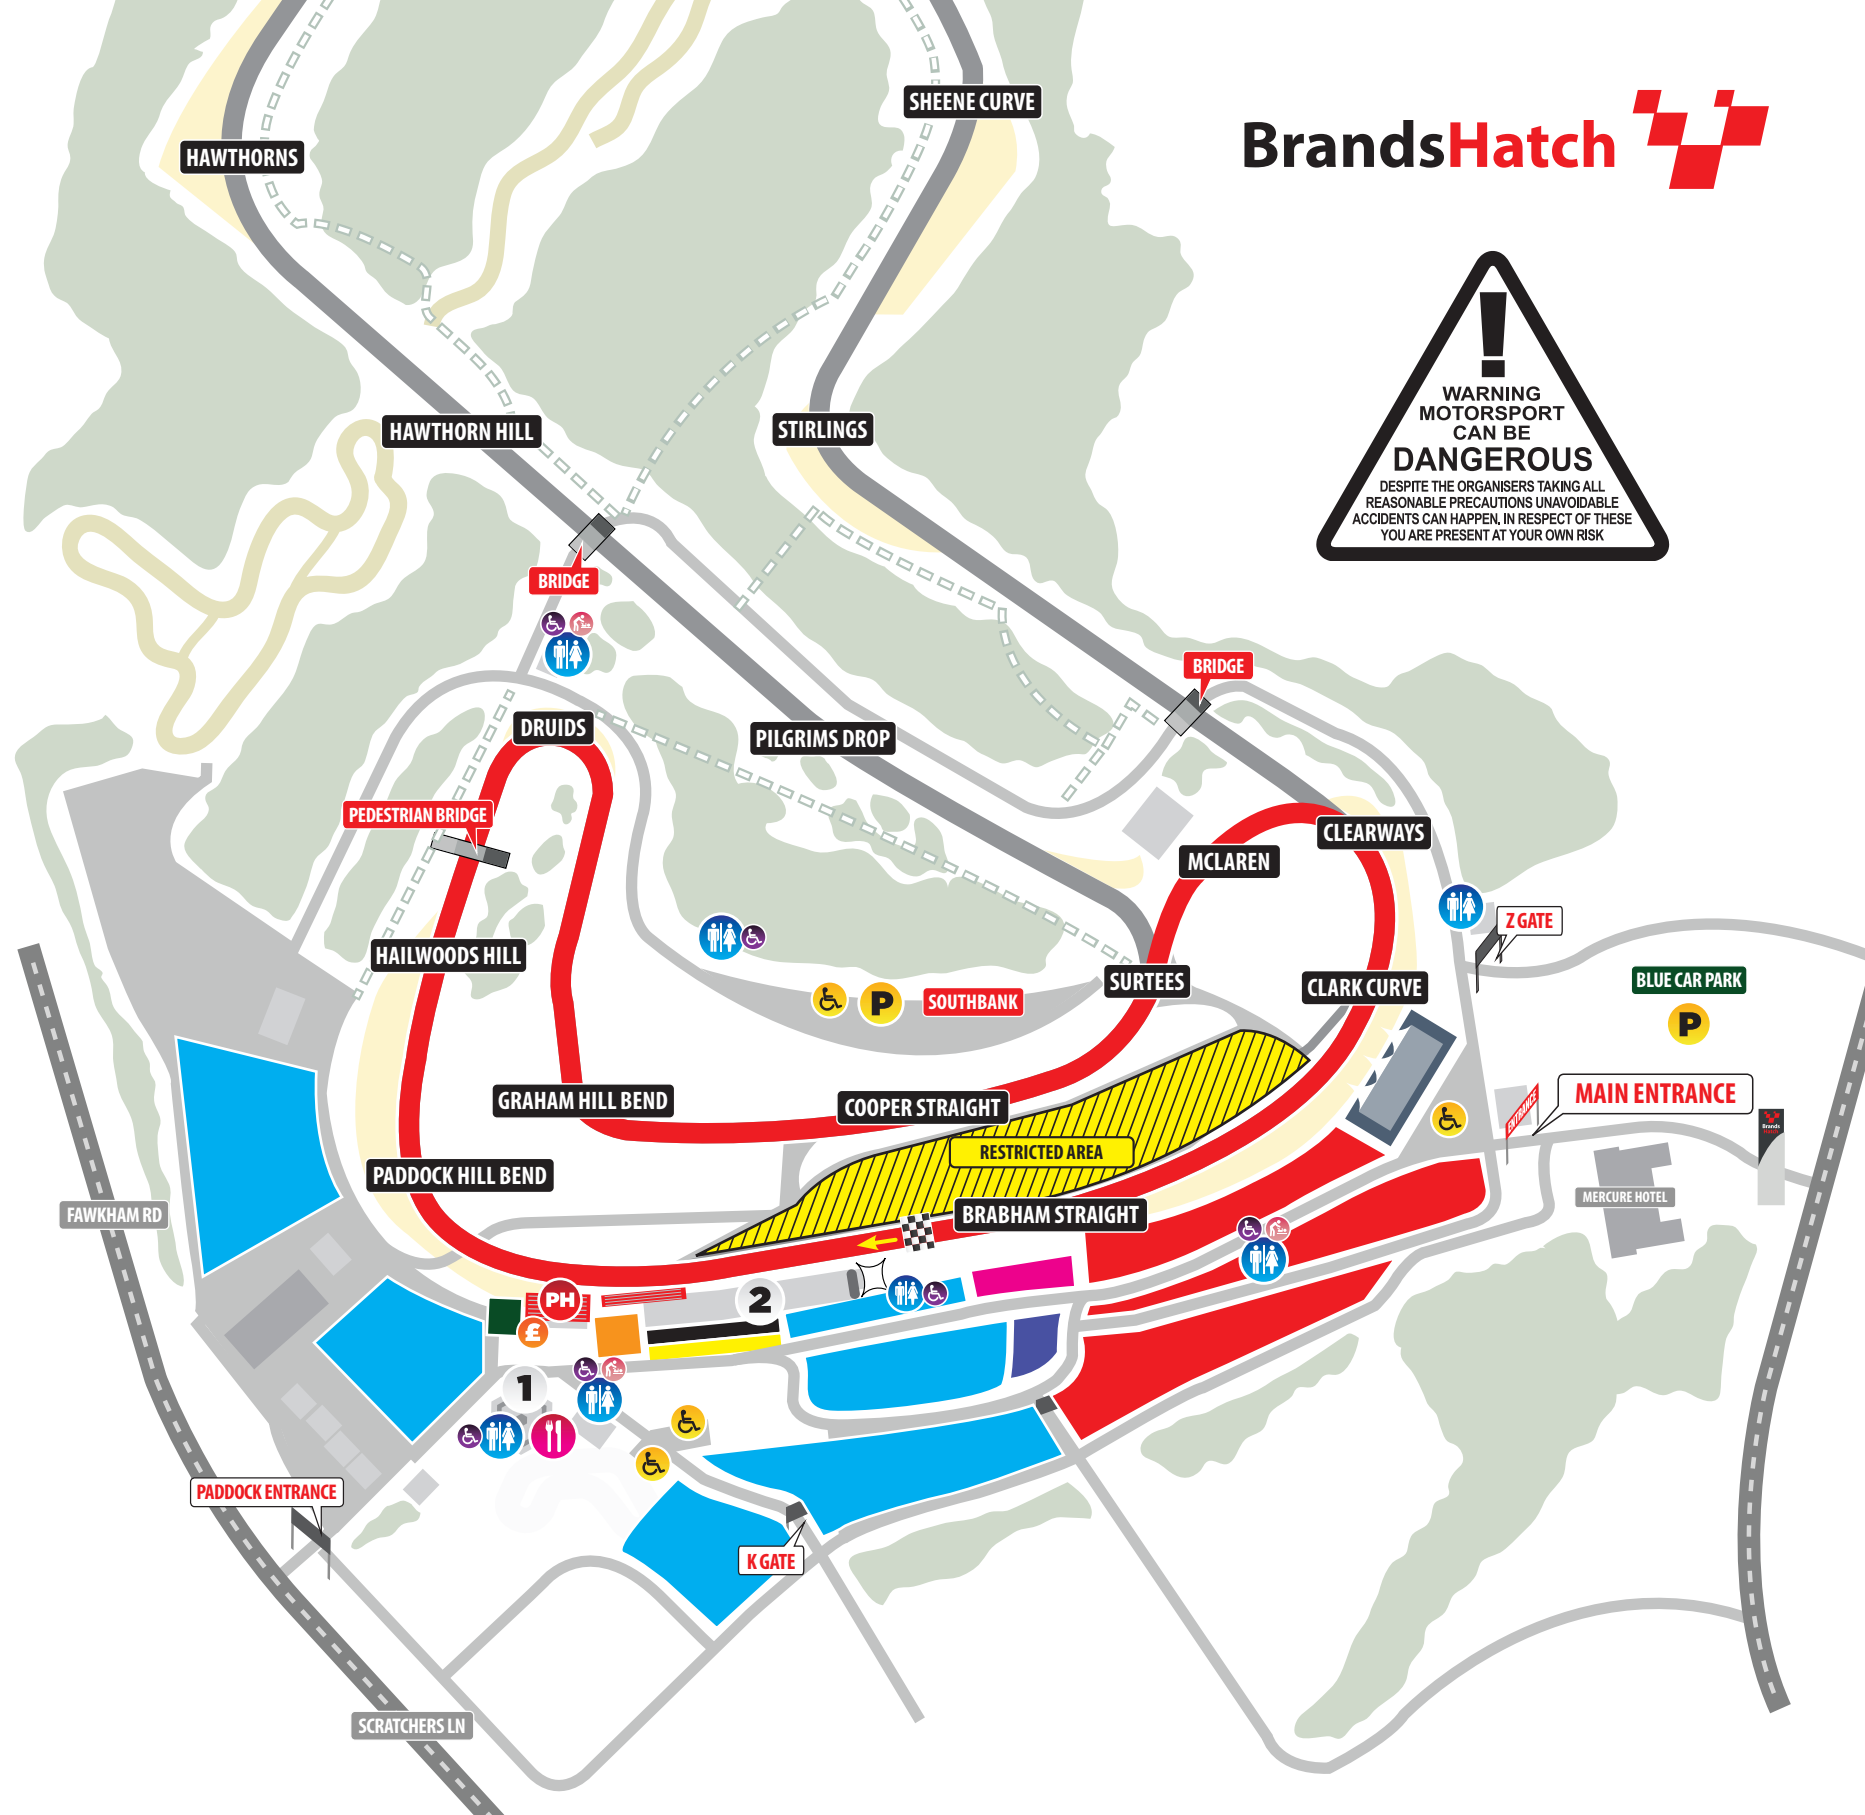 SHEENE CURVE
BrandsHatch
HAWTHORNS
WARNING
MOTORSPORT
CAN BE
DANGEROUS
DESPITE THE ORGANISERS TAKING ALL
REASONABLE PRECAUTIONS UNAVOIDABLE
ACCIDENTS CAN HAPPEN, IN RESPECT OF THESE
YOU ARE PRESENT AT YOUR OWN RISK
HAWTHORN HILL
STIRLINGS
BRIDGE
BRIDGE
DRUIDS
PILGRIMS DROP
PEDESTRIAN BRIDGE
CLEARWAYS
MCLAREN
Z GATE
HAILWOODS HILL
SURTEES
CLARK CURVE
BLUE CAR PARK
P
SOUTHBANK
P
GRAHAM HILL BEND
COOPER STRAIGHT
MAIN ENTRANCE
ENTRANCE
Brands
Hatch
RESTRICTED AREA
PADDOCK HILL BEND
MERCURE HOTEL
FAWKHAM RD
BRABHAM STRAIGHT
PH
2
£
1
PADDOCK ENTRANCE
K GATE
SCRATCHERS LN